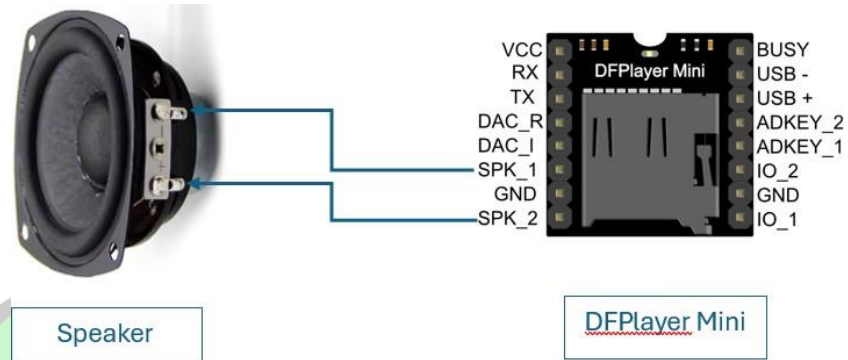 VCC
RX
TX
DAC_R
DAC_I
SPK_1
GND
SPK_2
DFPlayer Mini
BUSY
USB -
USB +
ADKEY_2
ADKEY_1
IO_2
GND
IO_1
Speaker
DFPlayer Mini